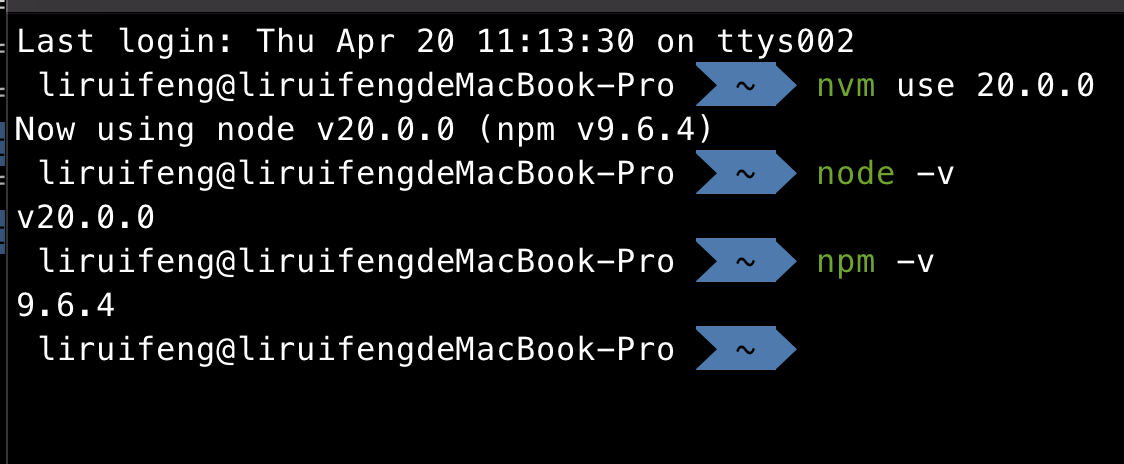 Last login: Thu Apr 20 11:13:30 on ttys002
liruifeng@liruifengdeMacBook-Pro ~ nvm use 20.0.0
Now using node v20.0.0 (npm v9.6.4)
liruifeng@liruifengdeMacBook-Pro ~ node -v
v20.0.0
liruifeng@liruifengdeMacBook-Pro ~ npm -v
9.6.4
liruifeng@liruifengdeMacBook-Pro ~